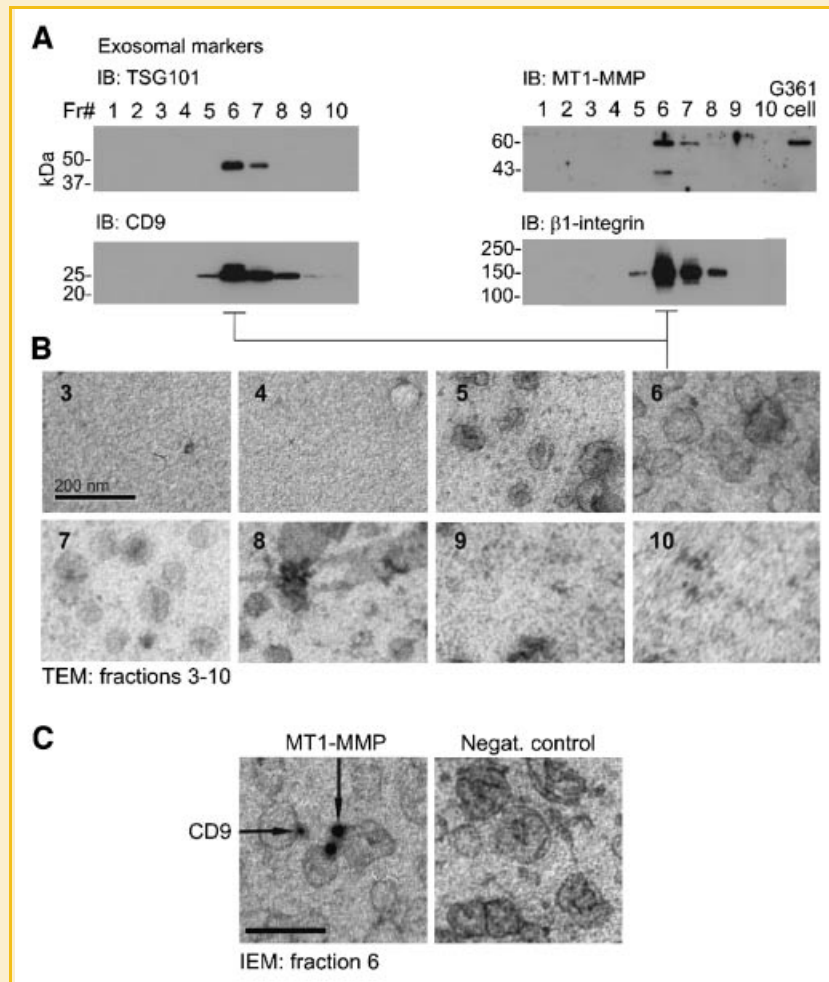 A
Exosomal markers
IB: TSG101
Fr# 1 2 3 4 5 6 7 8 9 10
kDa
50-
37-
IB: CD9
25-
20-
IB: MT1-MMP
G361
1 2 3 4 5 6 7 8 9 10 cell
60-
43-
IB: β1-integrin
250-
150-
100-
B
3 4 5 6
200 nm
7 8 9 10
TEM: fractions 3-10
C
MT1-MMP Negat. control
CD9
IEM: fraction 6